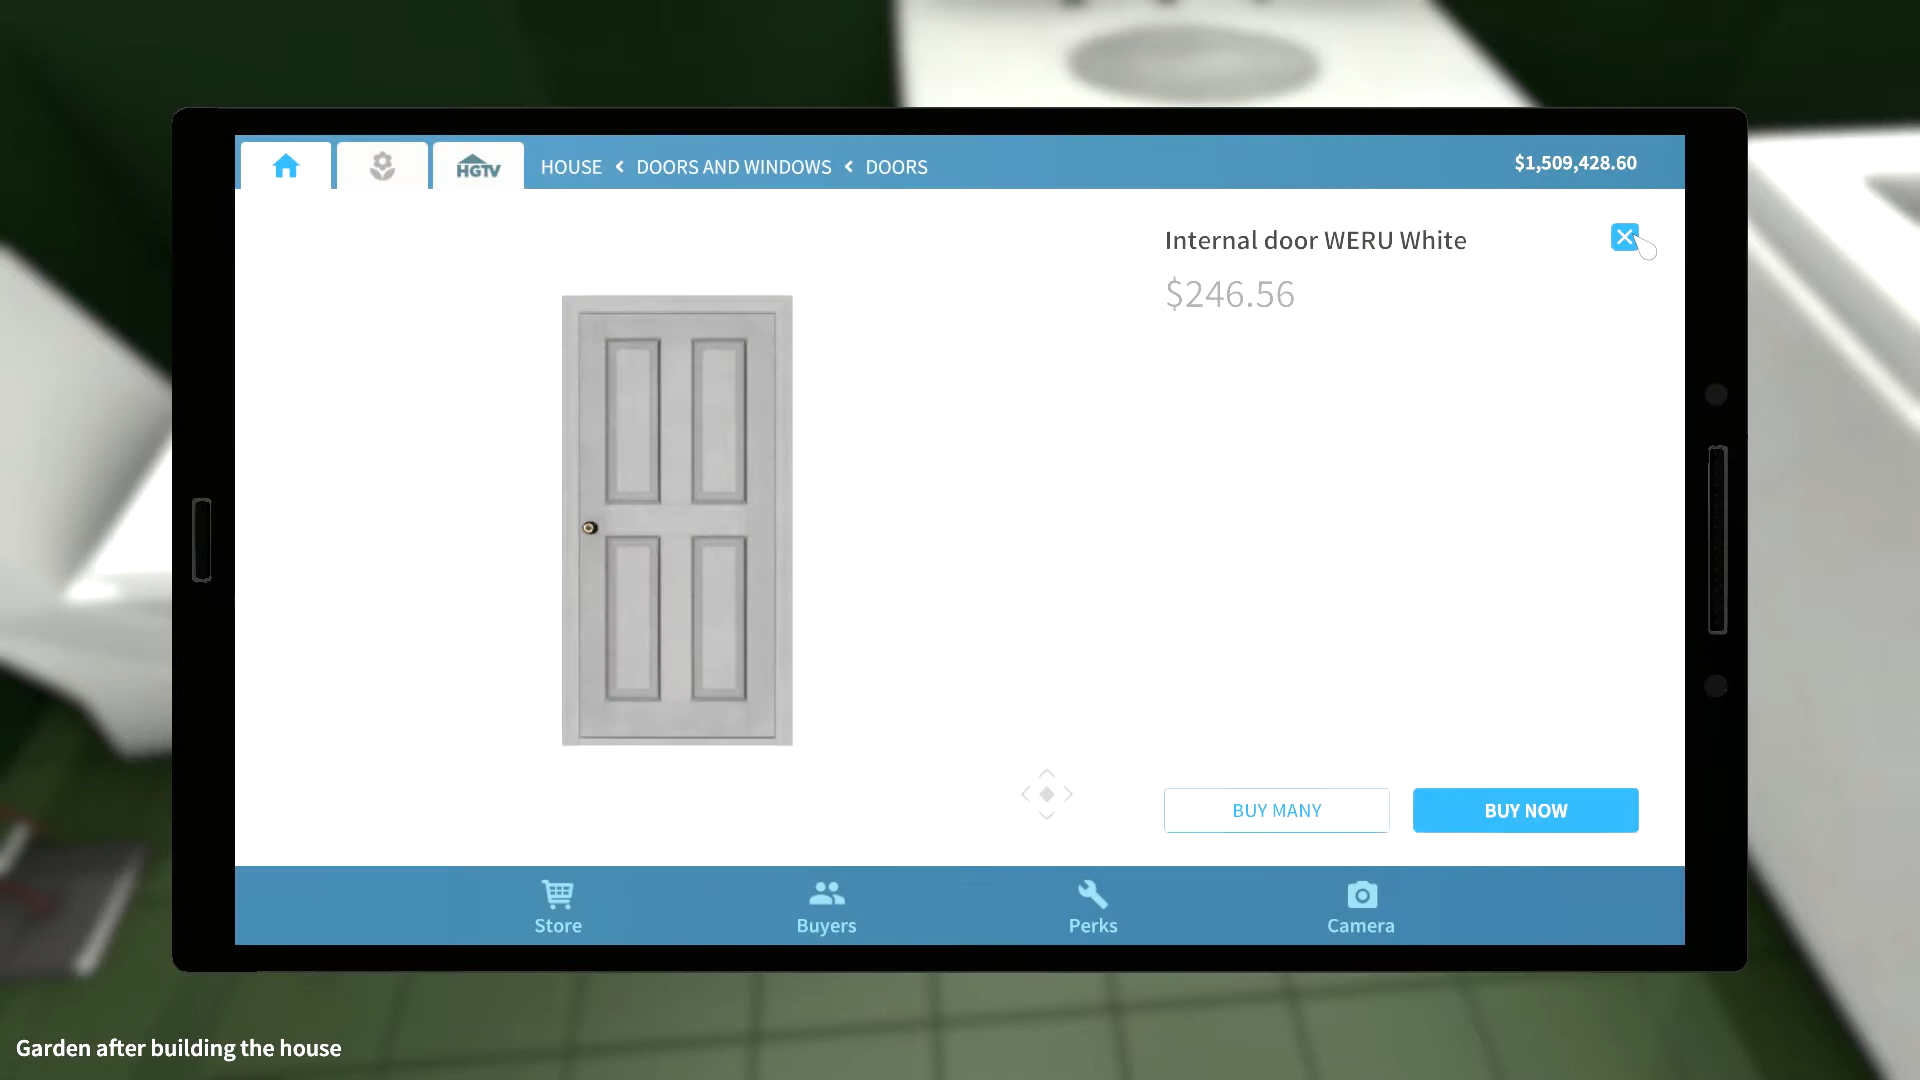 HGTV
HOUSE < DOORS AND WINDOWS < DOORS
$1,509,428.60
Internal door WERU White
$246.56
BUY MANY
BUY NOW
Store
Buyers
Perks
Camera
Garden after building the house